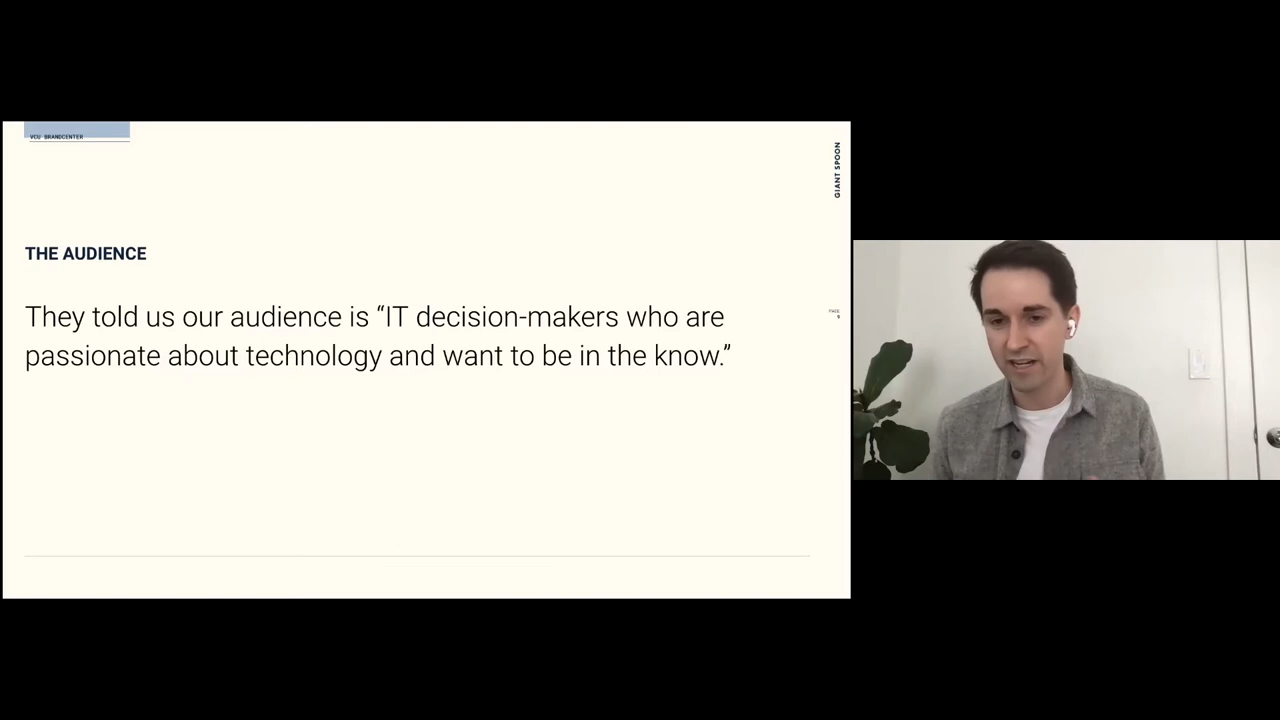 VCU BRANDCENTER
GIANT SPOON
THE AUDIENCE
They told us our audience is “IT decision-makers who are
passionate about technology and want to be in the know.”
PAGE